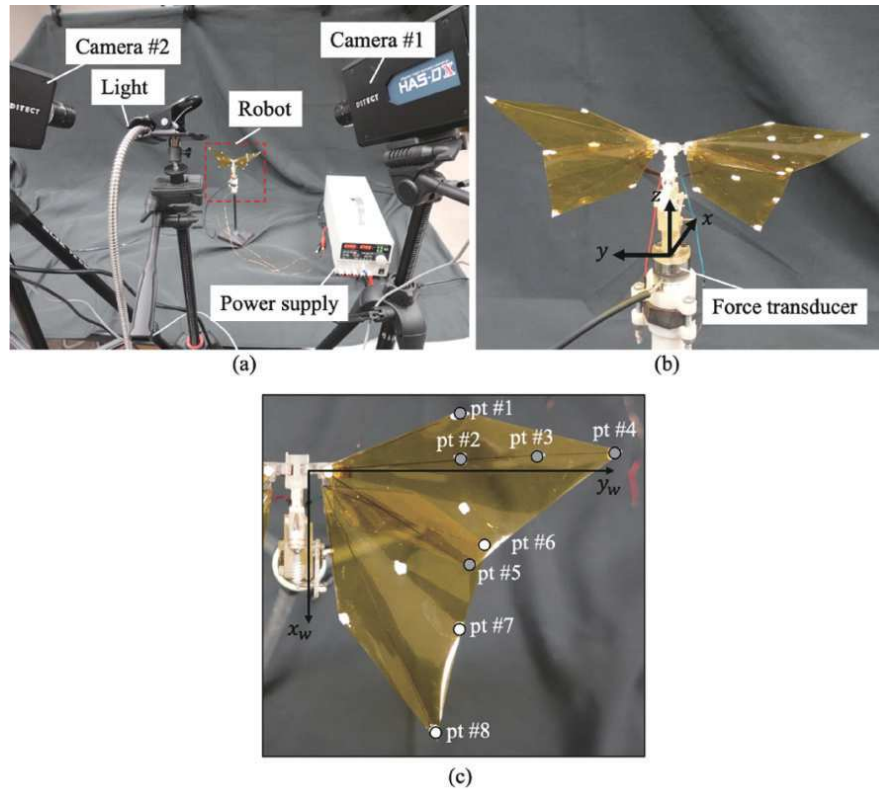 Camera #2
Camera #1
Light
Robot
DITECT
HAS-DX
DITECT
Power supply
(a)
z
x
y
Force transducer
(b)
pt #1
pt #2
pt #3
pt #4
y_w
pt #6
pt #5
x_w
pt #7
pt #8
(c)